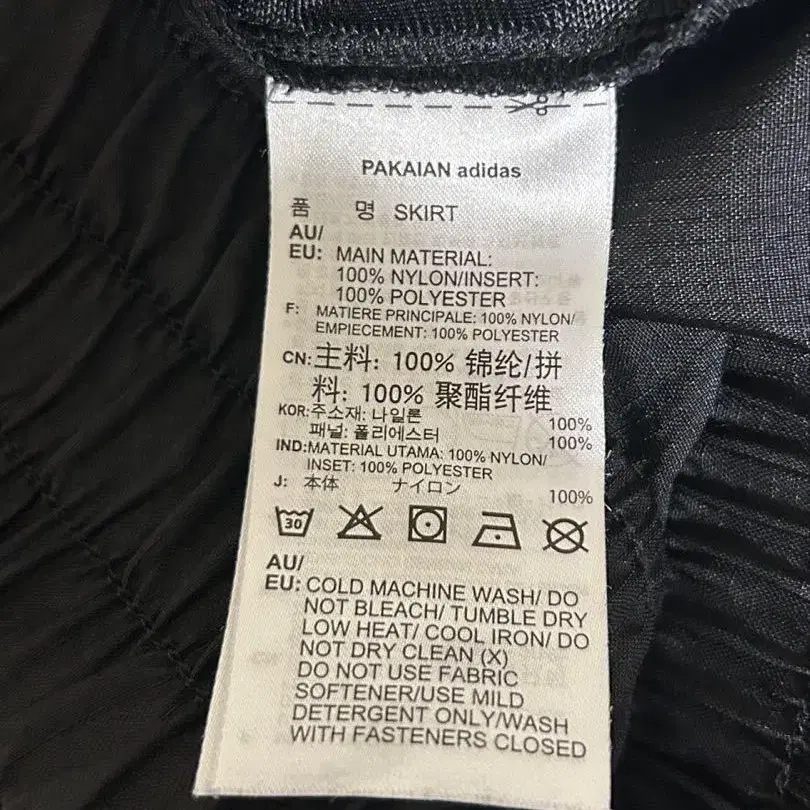 PAKAIAN adidas
품 명 SKIRT
AU/
EU: MAIN MATERIAL:
100% NYLON/INSERT:
100% POLYESTER
F: MATIERE PRINCIPALE: 100% NYLON/
EMPIECEMENT: 100% POLYESTER
CN:主料: 100% 锦纶/拼
料: 100% 聚酯纤维
KOR:주소재: 나일론 100%
패널: 폴리에스터 100%
IND:MATERIAL UTAMA: 100% NYLON/
INSET: 100% POLYESTER
J: 本体 ナイロン 100%
30
AU/
EU: COLD MACHINE WASH/ DO
NOT BLEACH/ TUMBLE DRY
LOW HEAT/ COOL IRON/ DO
NOT DRY CLEAN (X)
DO NOT USE FABRIC
SOFTENER/USE MILD
DETERGENT ONLY/WASH
WITH FASTENERS CLOSED